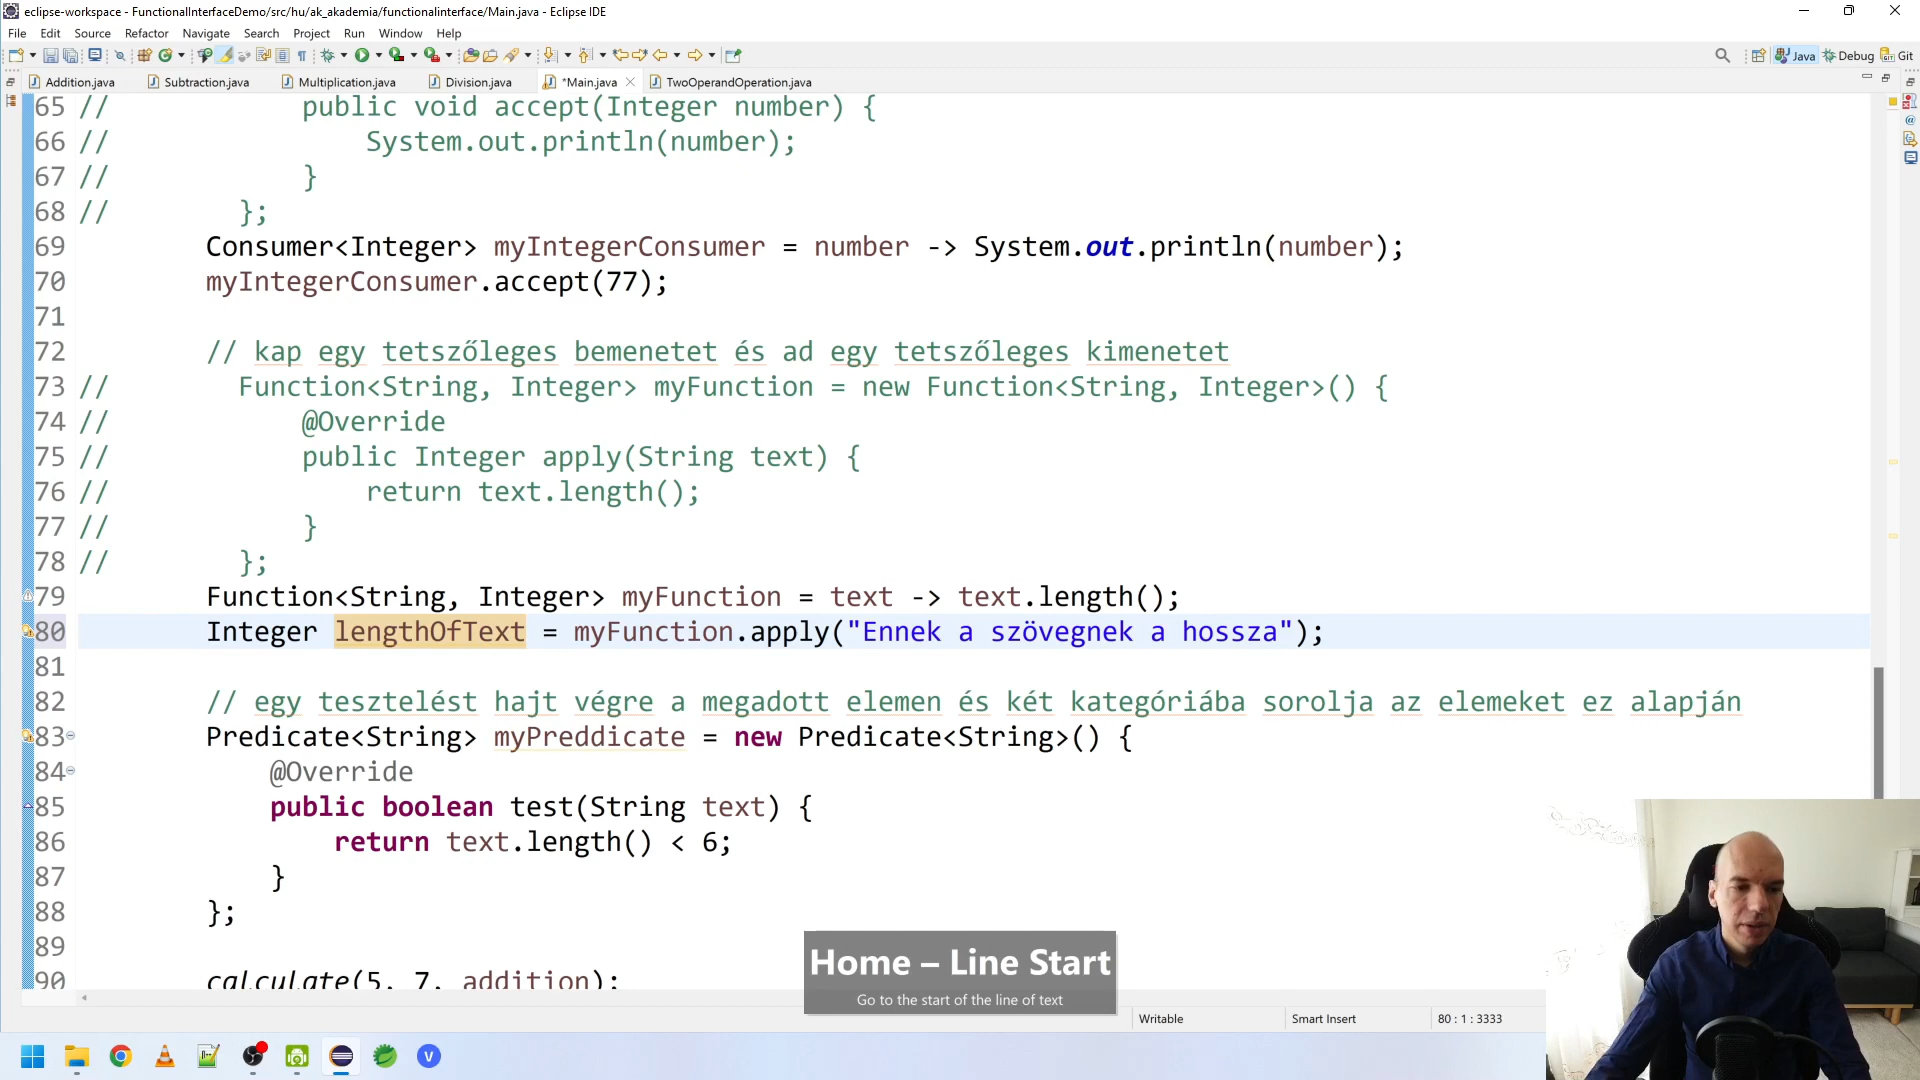 eclipse-workspace - FunctionalInterfaceDemo/src/hu/ak_akademia/functionalinterface/Main.java - Eclipse IDE
File Edit Source Refactor Navigate Search Project Run Window Help
Java Debug Git
Addition.java Subtraction.java Multiplication.java Division.java *Main.java TwoOperandOperation.java
65 // public void accept(Integer number) {
66 // System.out.println(number);
67 // }
68 // };
69 Consumer<Integer> myIntegerConsumer = number -> System.out.println(number);
70 myIntegerConsumer.accept(77);
71
72 // kap egy tetszőleges bemenetet és ad egy tetszőleges kimenetet
73 // Function<String, Integer> myFunction = new Function<String, Integer>() {
74 // @Override
75 // public Integer apply(String text) {
76 // return text.length();
77 // }
78 // };
79 Function<String, Integer> myFunction = text -> text.length();
80 Integer lengthOfText = myFunction.apply("Ennek a szövegnek a hossza");
81
82 // egy tesztelést hajt végre a megadott elemen és két kategóriába sorolja az elemeket ez alapján
83 Predicate<String> myPreddicate = new Predicate<String>() {
84 @Override
85 public boolean test(String text) {
86 return text.length() < 6;
87 }
88 };
89
90 calculate(5, 7, addition);
Home – Line Start
Go to the start of the line of text
Writable Smart Insert 80 : 1 : 3333